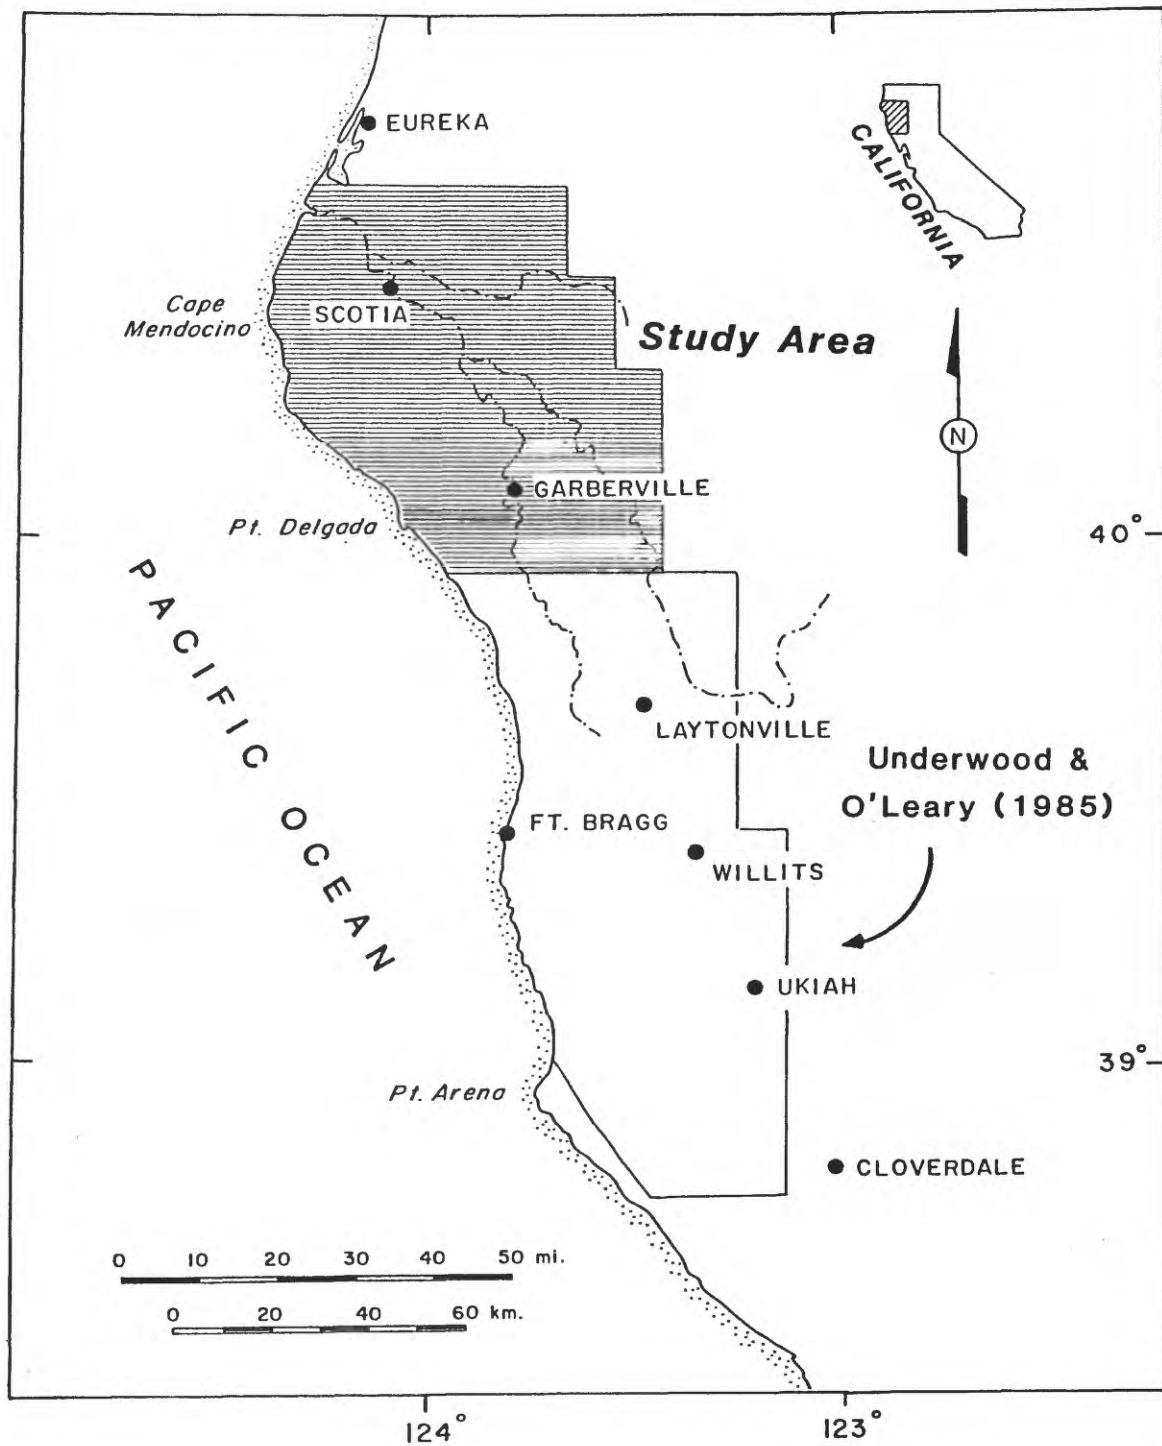 EUREKA
CALIFORNIA
Cape
Mendocino
SCOTIA
Study Area
N
GARBERVILLE
Pt. Delgada
40°
PACIFIC OCEAN
LAYTONVILLE
Underwood &
O'Leary (1985)
FT. BRAGG
WILLITS
UKIAH
39°
Pt. Arena
CLOVERDALE
0 10 20 30 40 50 mi.
0 20 40 60 km.
124°
123°